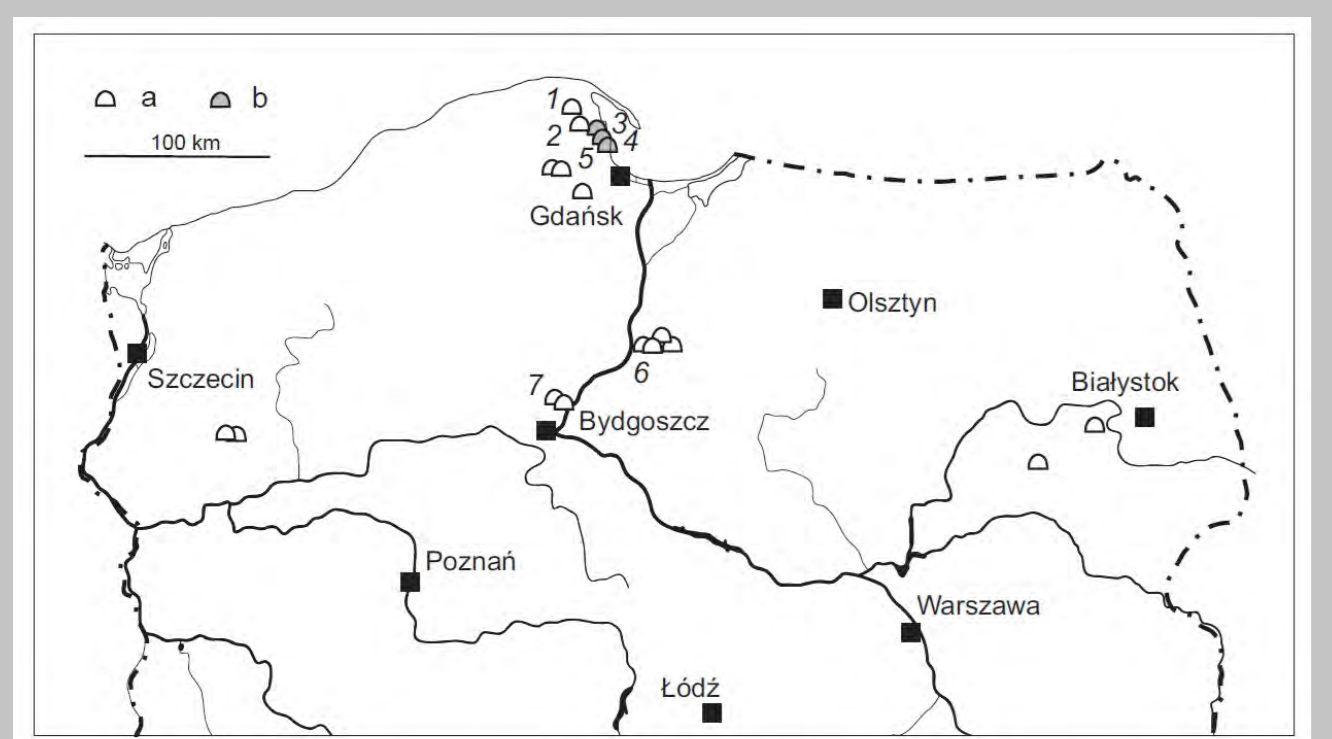 a b
100 km
1
2
3
4
5
Gdańsk
Olsztyn
6
Szczecin
Białystok
7
Bydgoszcz
Poznań
Warszawa
Łódź